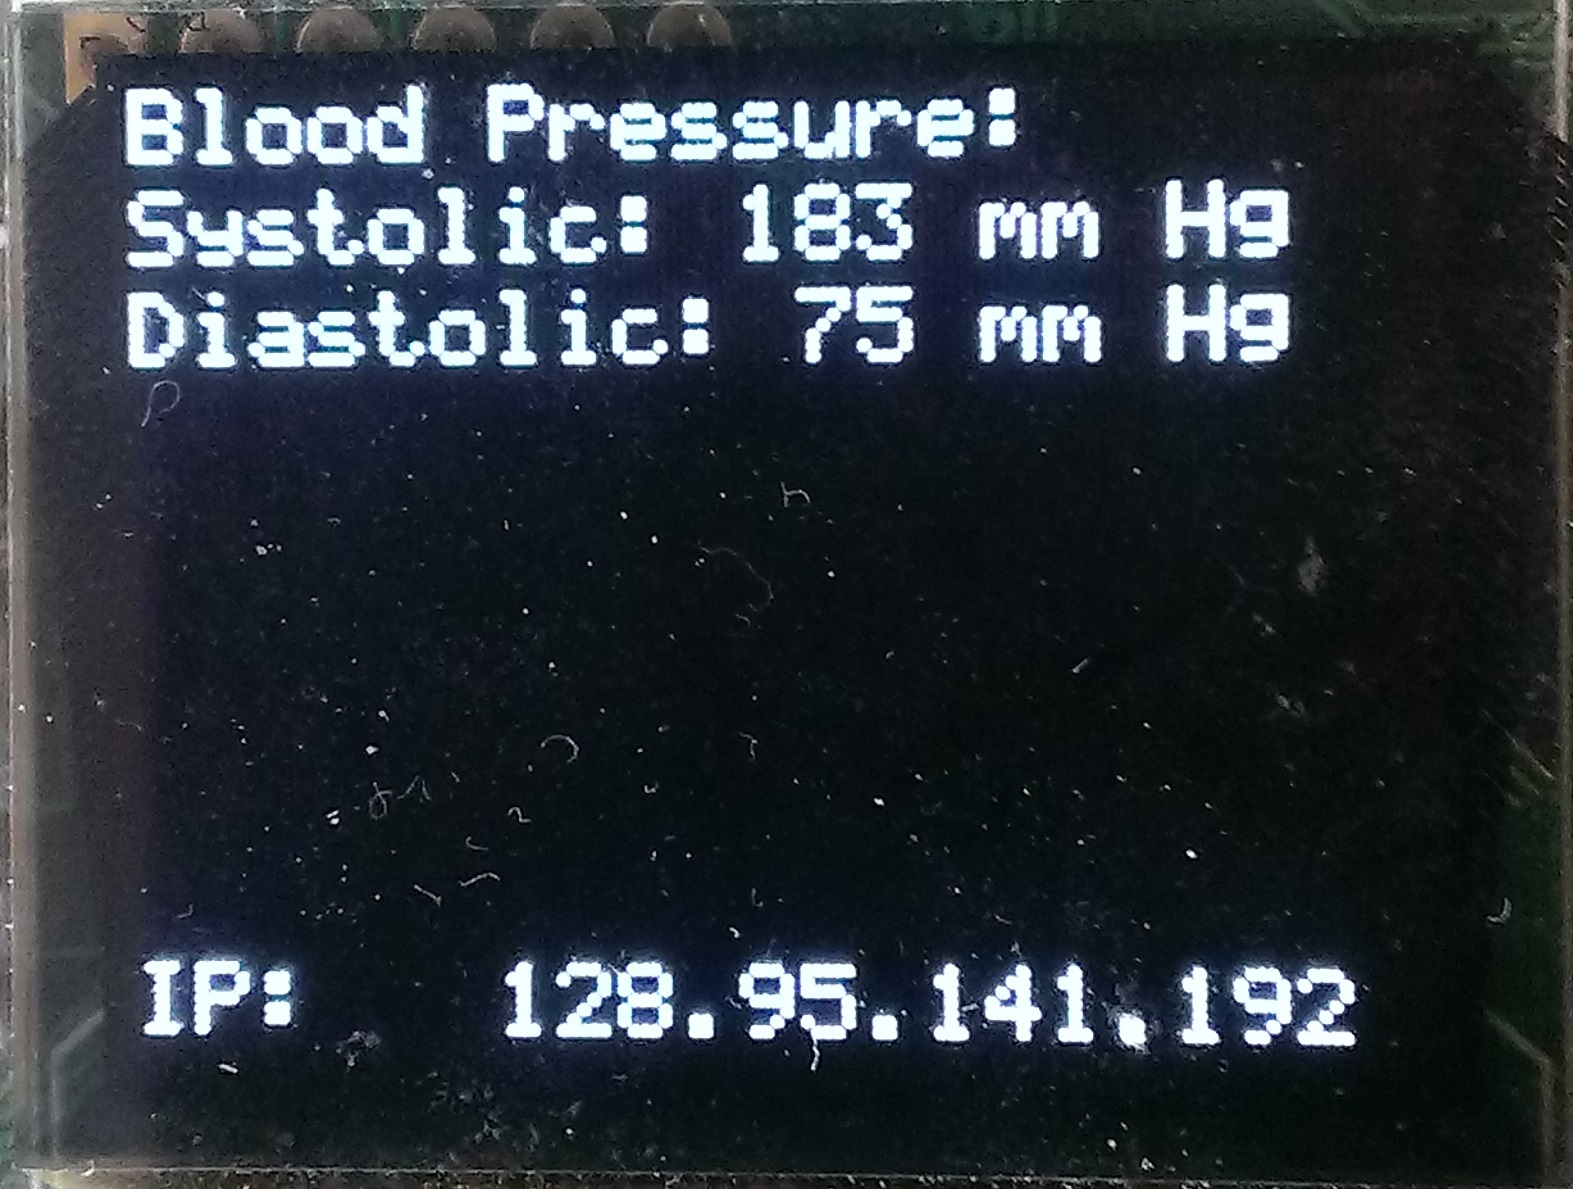 Blood Pressure:
Systolic: 183 mm Hg
Diastolic: 75 mm Hg
IP: 128.95.141.192